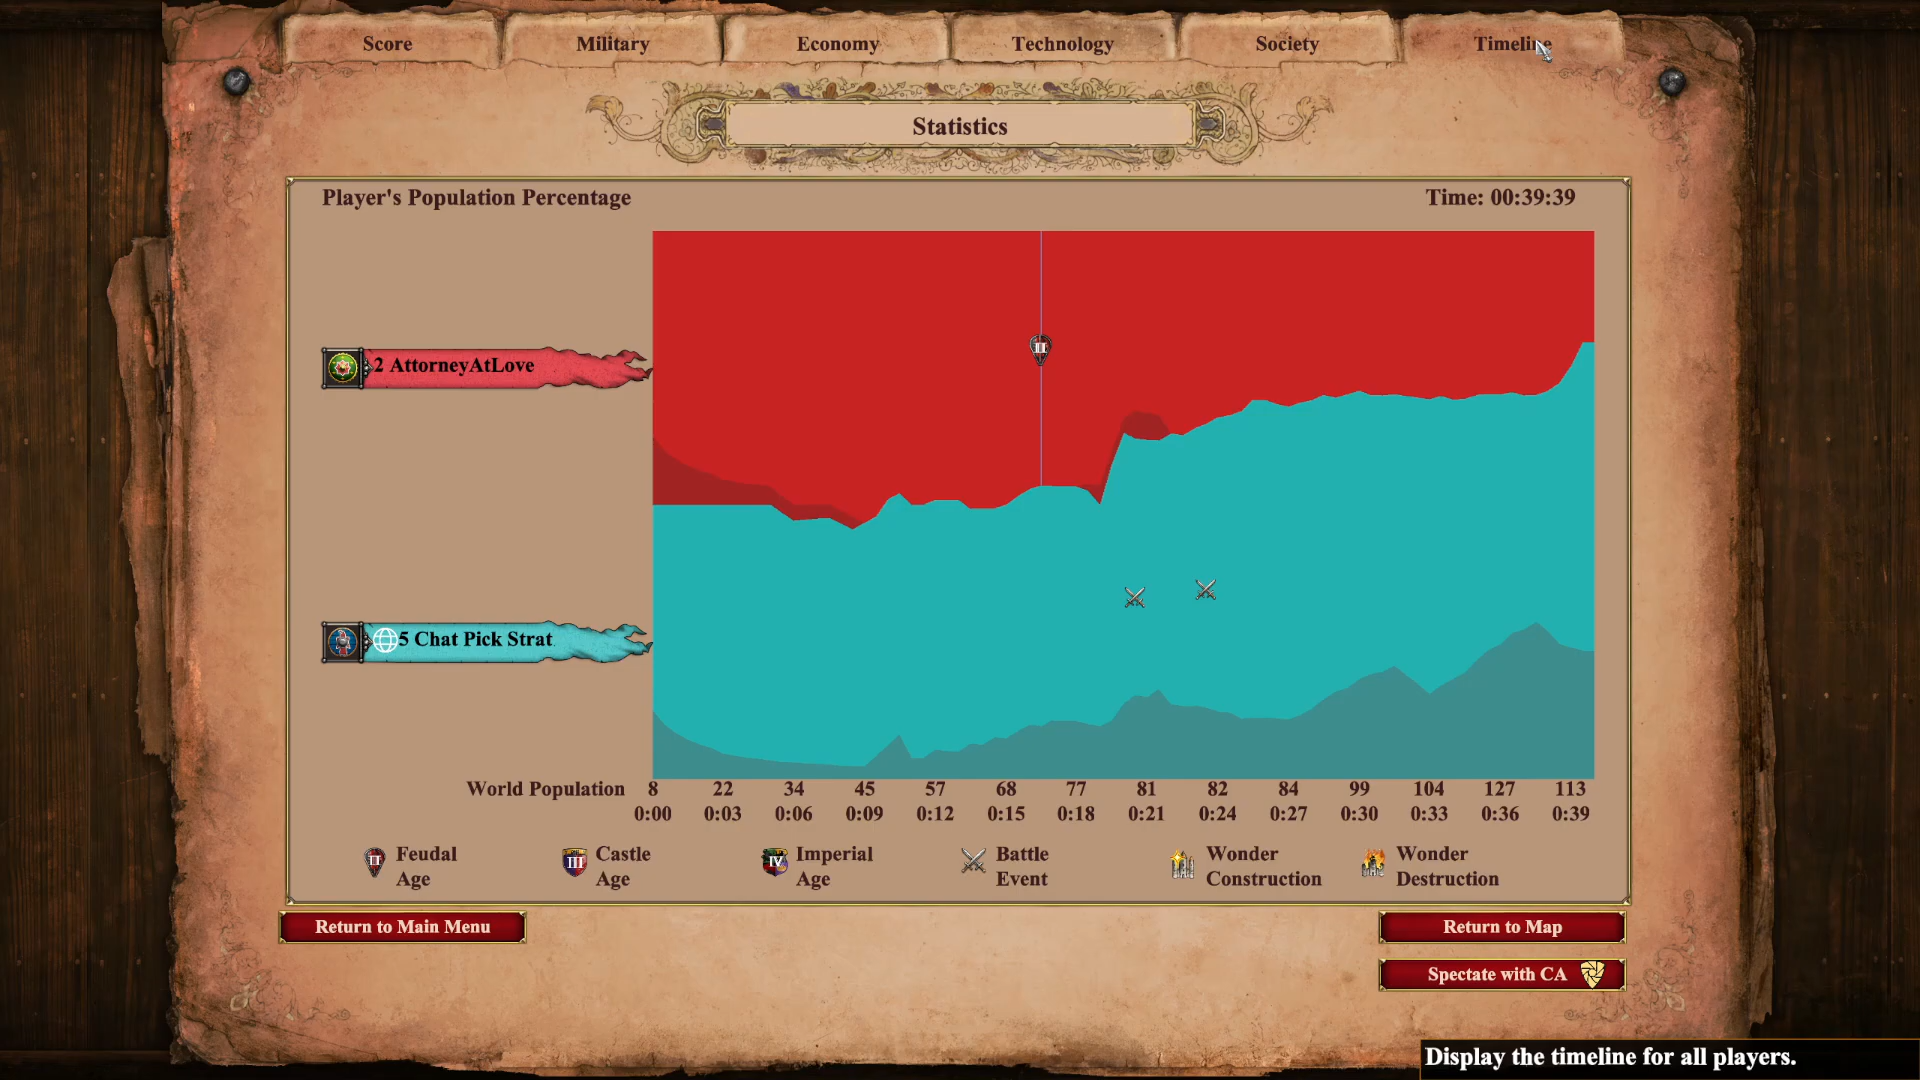 Score Military Economy Technology Society Timeline
Statistics
Player's Population Percentage Time: 00:39:39
2 AttorneyAtLove
II
5 Chat Pick Strat
World Population 8 22 34 45 57 68 77 81 82 84 99 104 127 113
0:00 0:03 0:06 0:09 0:12 0:15 0:18 0:21 0:24 0:27 0:30 0:33 0:36 0:39
II Feudal Age
III Castle Age
IV Imperial Age
Battle Event
Wonder Construction
Wonder Destruction
Return to Main Menu Return to Map
Spectate with CA
Display the timeline for all players.